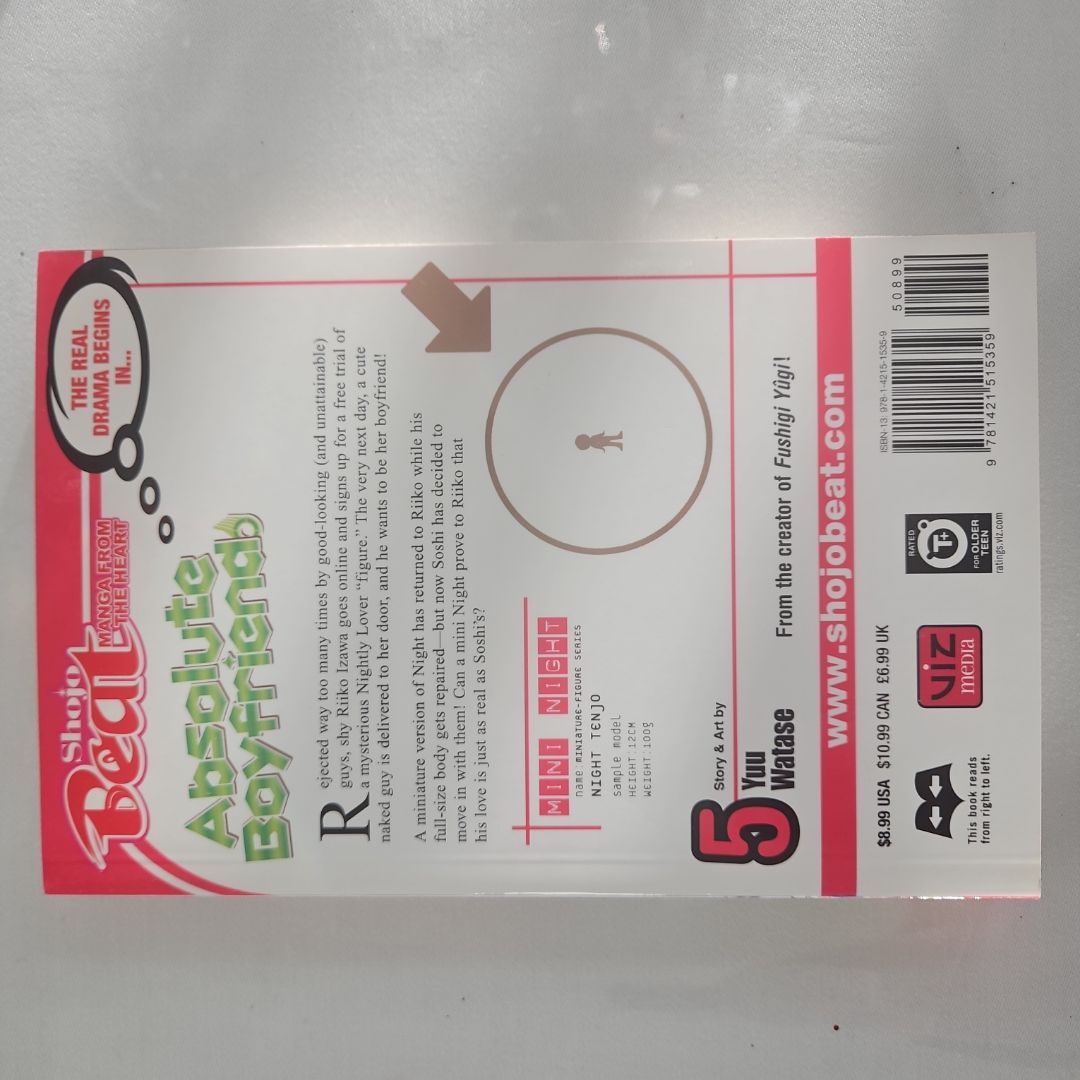 Shojo
Beat
MANGA FROM
THE HEART
THE REAL
DRAMA BEGINS
IN...
Absolute
Boyfriend
Rejected way too many times by good-looking (and unattainable)
guys, shy Riiko Izawa goes online and signs up for a free trial of
a mysterious Nightly Lover “figure.” The very next day, a cute
naked guy is delivered to her door, and he wants to be her boyfriend!
A miniature version of Night has returned to Riiko while his
full-size body gets repaired—but now Soshi has decided to
move in with them! Can a mini Night prove to Riiko that
his love is just as real as Soshi’s?
MINI NIGHT
name: MINIATURE-FIGURE SERIES
NIGHT TENJO
sample model
HEIGHT:12CM
WEIGHT:100g
5
Story & Art by
Yuu
Watase
From the creator of Fushigi Yûgi!
www.shojobeat.com
$8.99 USA $10.99 CAN £6.99 UK
This book reads
from right to left.
VIZ
media
RATED
T+
FOR OLDER
TEEN
ratings.viz.com
ISBN-13: 978-1-4215-1535-9
9 781421 515359
50899